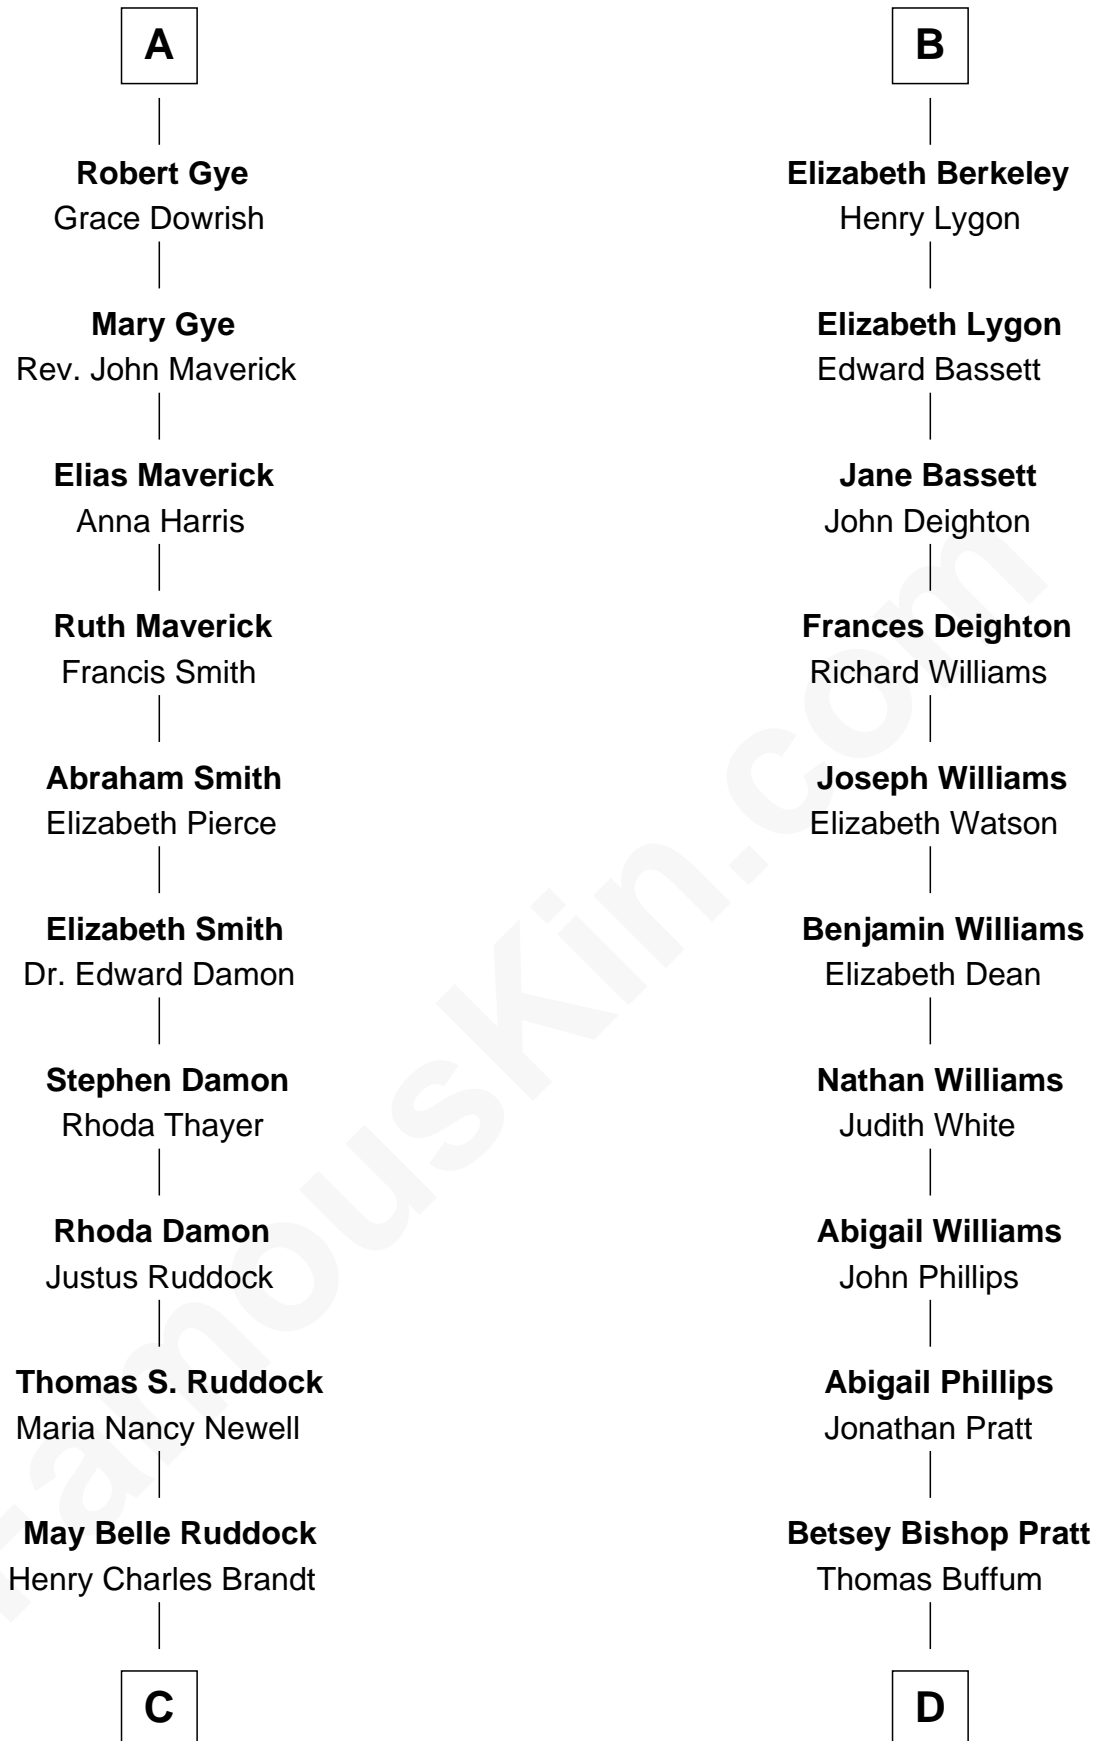 A
Robert Gye
Grace Dowrish
Mary Gye
Rev. John Maverick
Elias Maverick
Anna Harris
Ruth Maverick
Francis Smith
Abraham Smith
Elizabeth Pierce
Elizabeth Smith
Dr. Edward Damon
Stephen Damon
Rhoda Thayer
Rhoda Damon
Justus Ruddock
Thomas S. Ruddock
Maria Nancy Newell
May Belle Ruddock
Henry Charles Brandt
C
B
Elizabeth Berkeley
Henry Lygon
Elizabeth Lygon
Edward Bassett
Jane Bassett
John Deighton
Frances Deighton
Richard Williams
Joseph Williams
Elizabeth Watson
Benjamin Williams
Elizabeth Dean
Nathan Williams
Judith White
Abigail Williams
John Phillips
Abigail Phillips
Jonathan Pratt
Betsey Bishop Pratt
Thomas Buffum
D
FamousKin.com